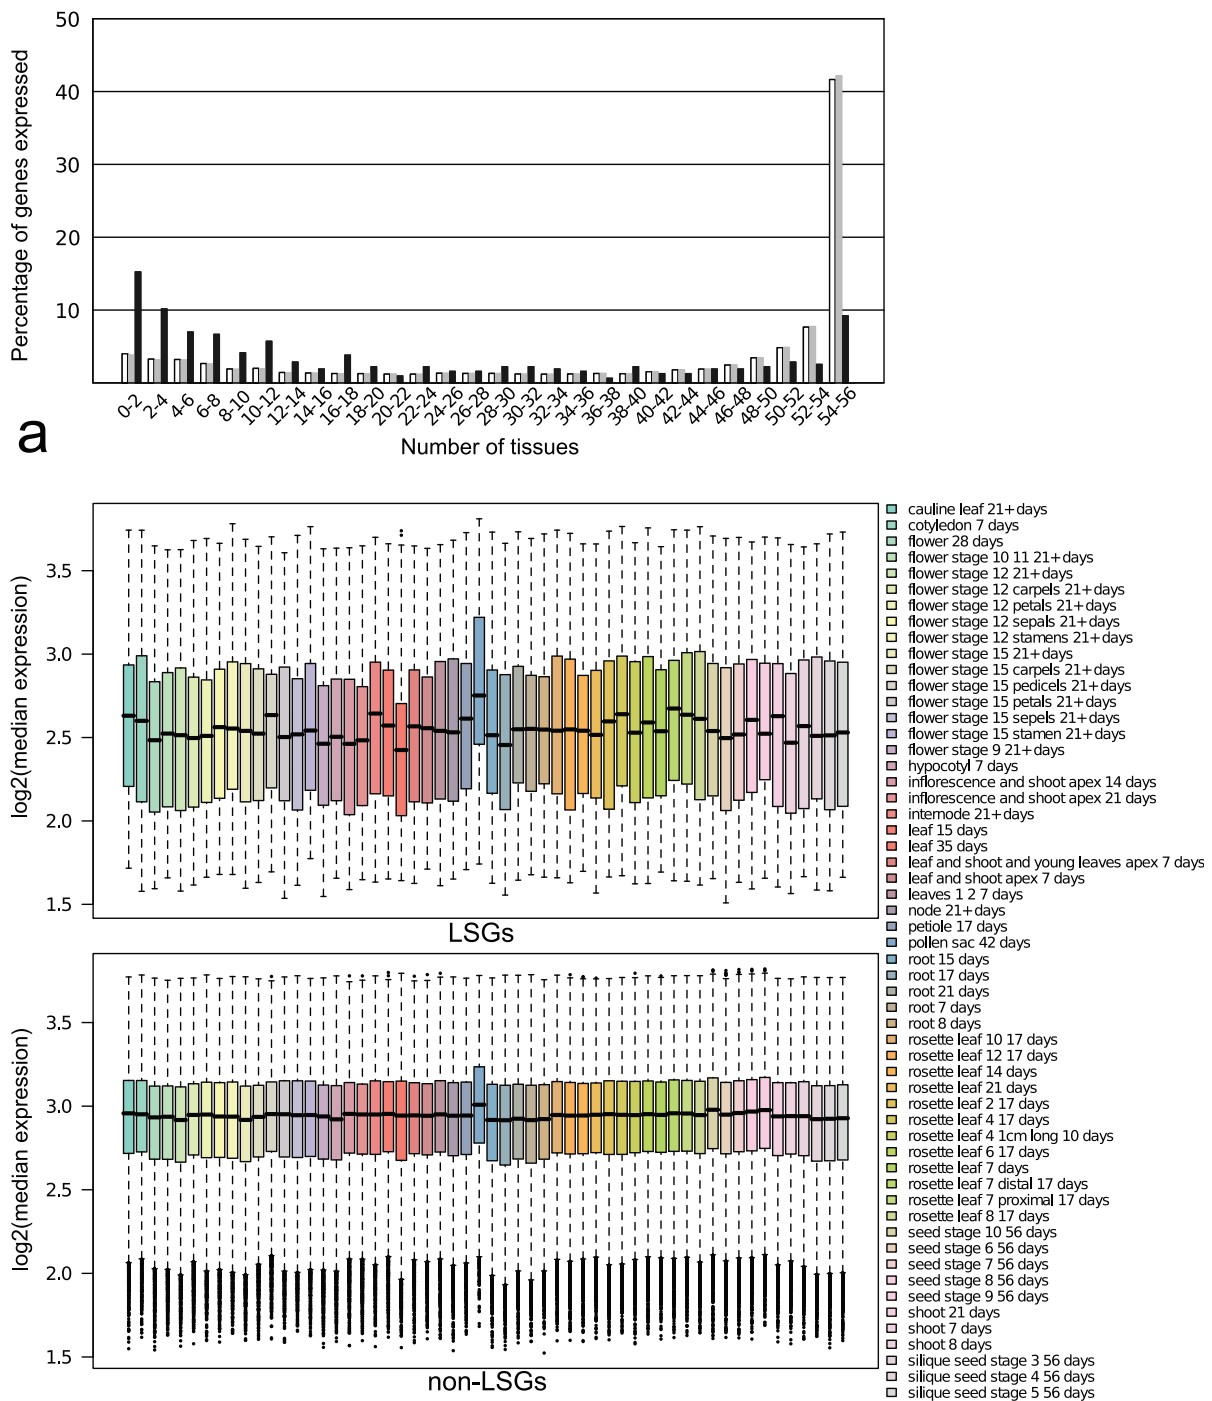 50
40
30
20
10
Percentage of genes expressed
0-2
2-4
4-6
6-8
8-10
10-12
12-14
14-16
16-18
18-20
20-22
22-24
24-26
26-28
28-30
30-32
32-34
34-36
36-38
38-40
40-42
42-44
44-46
46-48
48-50
50-52
52-54
54-56
Number of tissues
a
3.5
3.0
2.5
2.0
1.5
log2(median expression)
LSGs
3.5
3.0
2.5
2.0
1.5
log2(median expression)
non-LSGs
cauline leaf 21+days
cotyledon 7 days
flower 28 days
flower stage 10 11 21+days
flower stage 12 21+days
flower stage 12 carpels 21+days
flower stage 12 petals 21+days
flower stage 12 sepals 21+days
flower stage 12 stamens 21+days
flower stage 15 21+days
flower stage 15 carpels 21+days
flower stage 15 pedicels 21+days
flower stage 15 petals 21+days
flower stage 15 sepels 21+days
flower stage 15 stamen 21+days
flower stage 9 21+days
hypocotyl 7 days
inflorescence and shoot apex 14 days
inflorescence and shoot apex 21 days
internode 21+days
leaf 15 days
leaf 35 days
leaf and shoot and young leaves apex 7 days
leaf and shoot apex 7 days
leaves 1 2 7 days
node 21+days
petiole 17 days
pollen sac 42 days
root 15 days
root 17 days
root 21 days
root 7 days
root 8 days
rosette leaf 10 17 days
rosette leaf 12 17 days
rosette leaf 14 days
rosette leaf 21 days
rosette leaf 2 17 days
rosette leaf 4 17 days
rosette leaf 4 1cm long 10 days
rosette leaf 6 17 days
rosette leaf 7 days
rosette leaf 7 distal 17 days
rosette leaf 7 proximal 17 days
rosette leaf 8 17 days
seed stage 10 56 days
seed stage 6 56 days
seed stage 7 56 days
seed stage 8 56 days
seed stage 9 56 days
shoot 21 days
shoot 7 days
shoot 8 days
silique seed stage 3 56 days
silique seed stage 4 56 days
silique seed stage 5 56 days